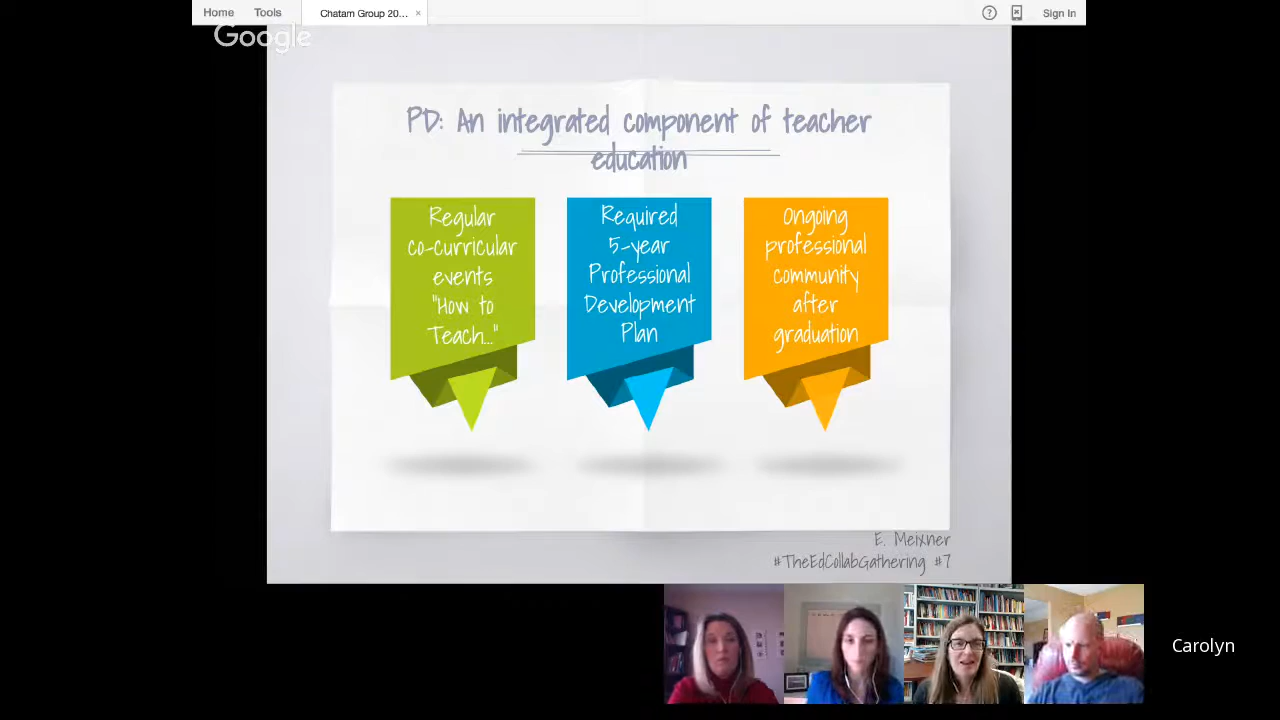 Home Tools Chatam Group 20... × ? Sign In
Google
PD: An integrated component of teacher
education
Regular
co-curricular
events
"How to
Teach..."
Required
5-year
Professional
Development
Plan
Ongoing
professional
community
after
graduation
E. Meixner
#TheEdCollabGathering #7
Carolyn